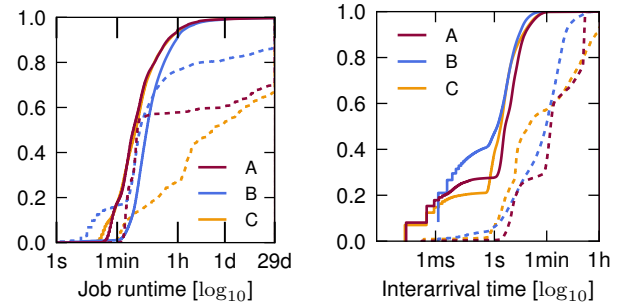 1.0
0.8
0.6
0.4
0.2
0.0
A
B
C
1s 1min 1h 1d 29d
Job runtime [log10]
1.0
0.8
0.6
0.4
0.2
0.0
A
B
C
1ms 1s 1min 1h
Interarrival time [log10]